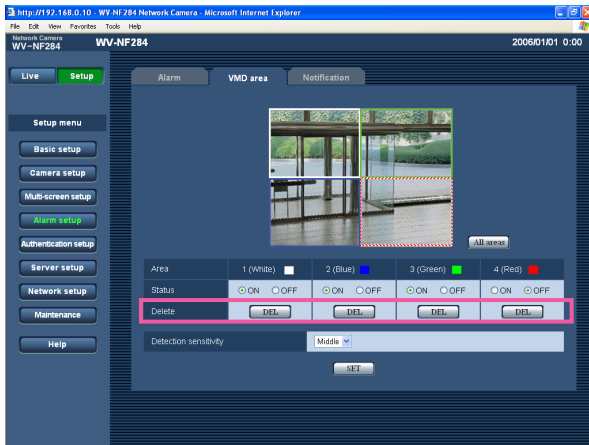 http://192.168.0.10 - WV-NF284 Network Camera - Microsoft Internet Explorer
File Edit View Favorites Tools Help
Network Camera
WV-NF284 WV-NF284 2006/01/01 0:00
Live Setup
Alarm VMD area Notification
Setup menu
Basic setup
Camera setup
Multi-screen setup
Alarm setup
Authentication setup
Server setup
Network setup
Maintenance
Help
All areas
Area 1 (White) 2 (Blue) 3 (Green) 4 (Red)
Status ON OFF ON OFF ON OFF ON OFF
Delete DEL DEL DEL DEL
Detection sensitivity Middle
SET